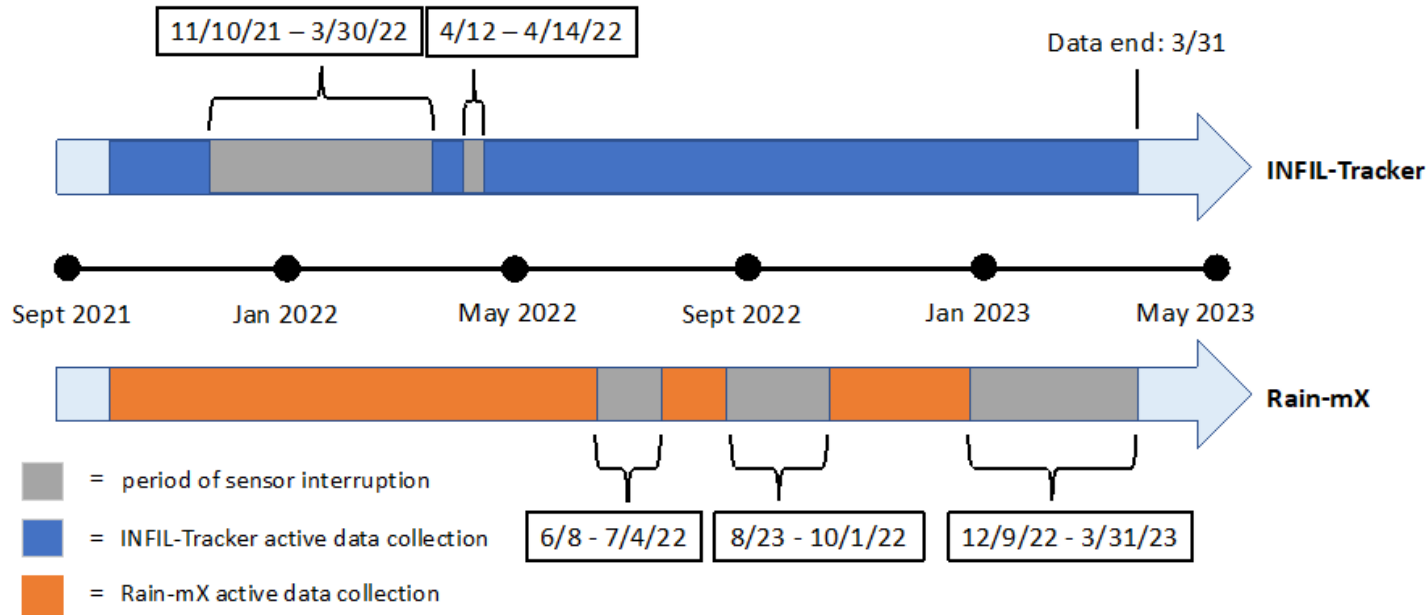 11/10/21 – 3/30/22
4/12 – 4/14/22
Data end: 3/31
INFIL-Tracker
Sept 2021
Jan 2022
May 2022
Sept 2022
Jan 2023
May 2023
Rain-mX
= period of sensor interruption
= INFIL-Tracker active data collection
= Rain-mX active data collection
6/8 - 7/4/22
8/23 - 10/1/22
12/9/22 - 3/31/23